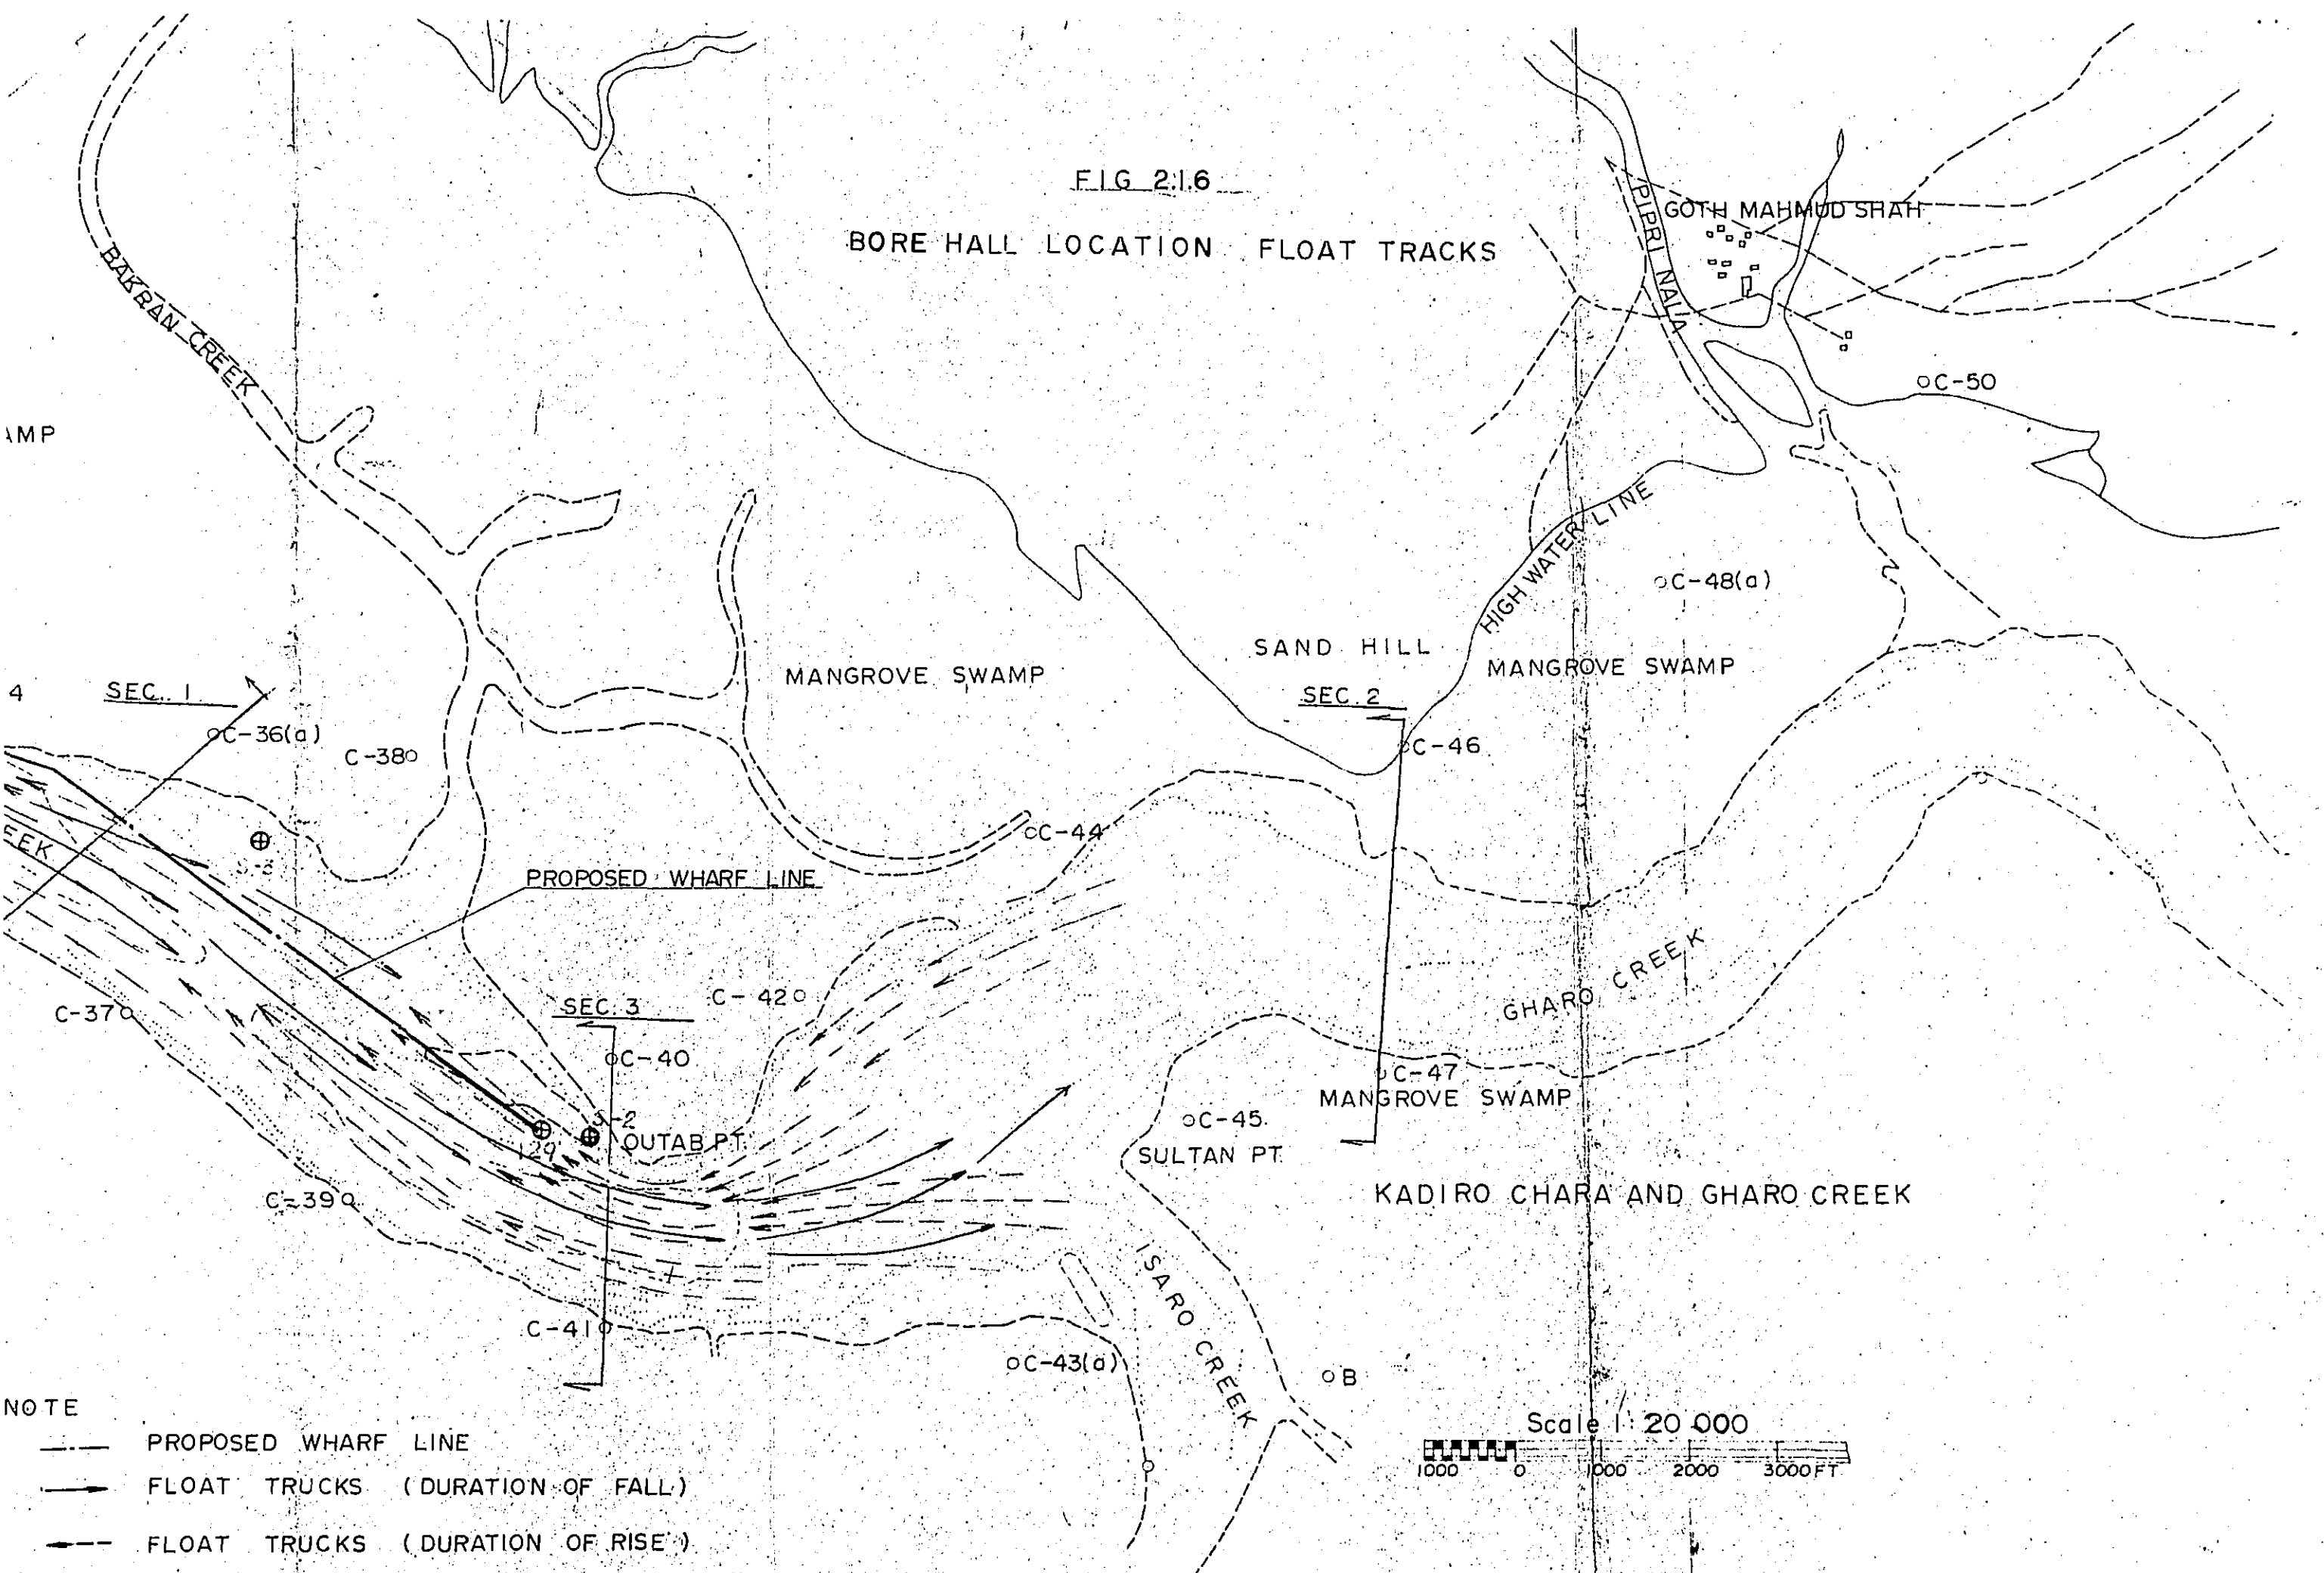 FIG 2.1.6
BORE HALL LOCATION FLOAT TRACKS
BAKRAN CREEK
PIPRI NALA
GOTH MAHMUD SHAH
C-50
HIGH WATER LINE
C-48(a)
SAND HILL
MANGROVE SWAMP
MANGROVE SWAMP
4
SEC. 1
SEC. 2
C-36(a)
C-38
C-46
C-44
PROPOSED WHARF LINE
GHARO CREEK
C-37
SEC. 3
C-42
C-40
C-47
MANGROVE SWAMP
C-45
129
OUTAB PT.
SULTAN PT.
C-39
KADIRO CHARA AND GHARO CREEK
ISARO CREEK
C-41
C-43(a)
B
NOTE
PROPOSED WHARF LINE
FLOAT TRUCKS (DURATION OF FALL)
FLOAT TRUCKS (DURATION OF RISE)
Scale 1:20 000
1000 0 1000 2000 3000 FT